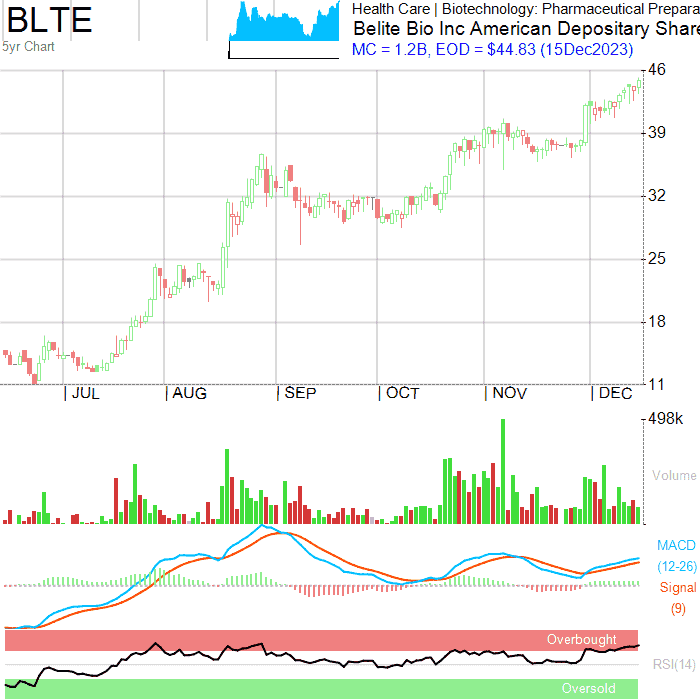 BLTE
5yr Chart
Health Care | Biotechnology: Pharmaceutical Prepara
Belite Bio Inc American Depositary Share
MC = 1.2B, EOD = $44.83 (15Dec2023)
46
39
32
25
18
11
| JUL | AUG | SEP | OCT | NOV | DEC
498k
Volume
MACD
(12-26)
Signal
(9)
Overbought
RSI(14)
Oversold